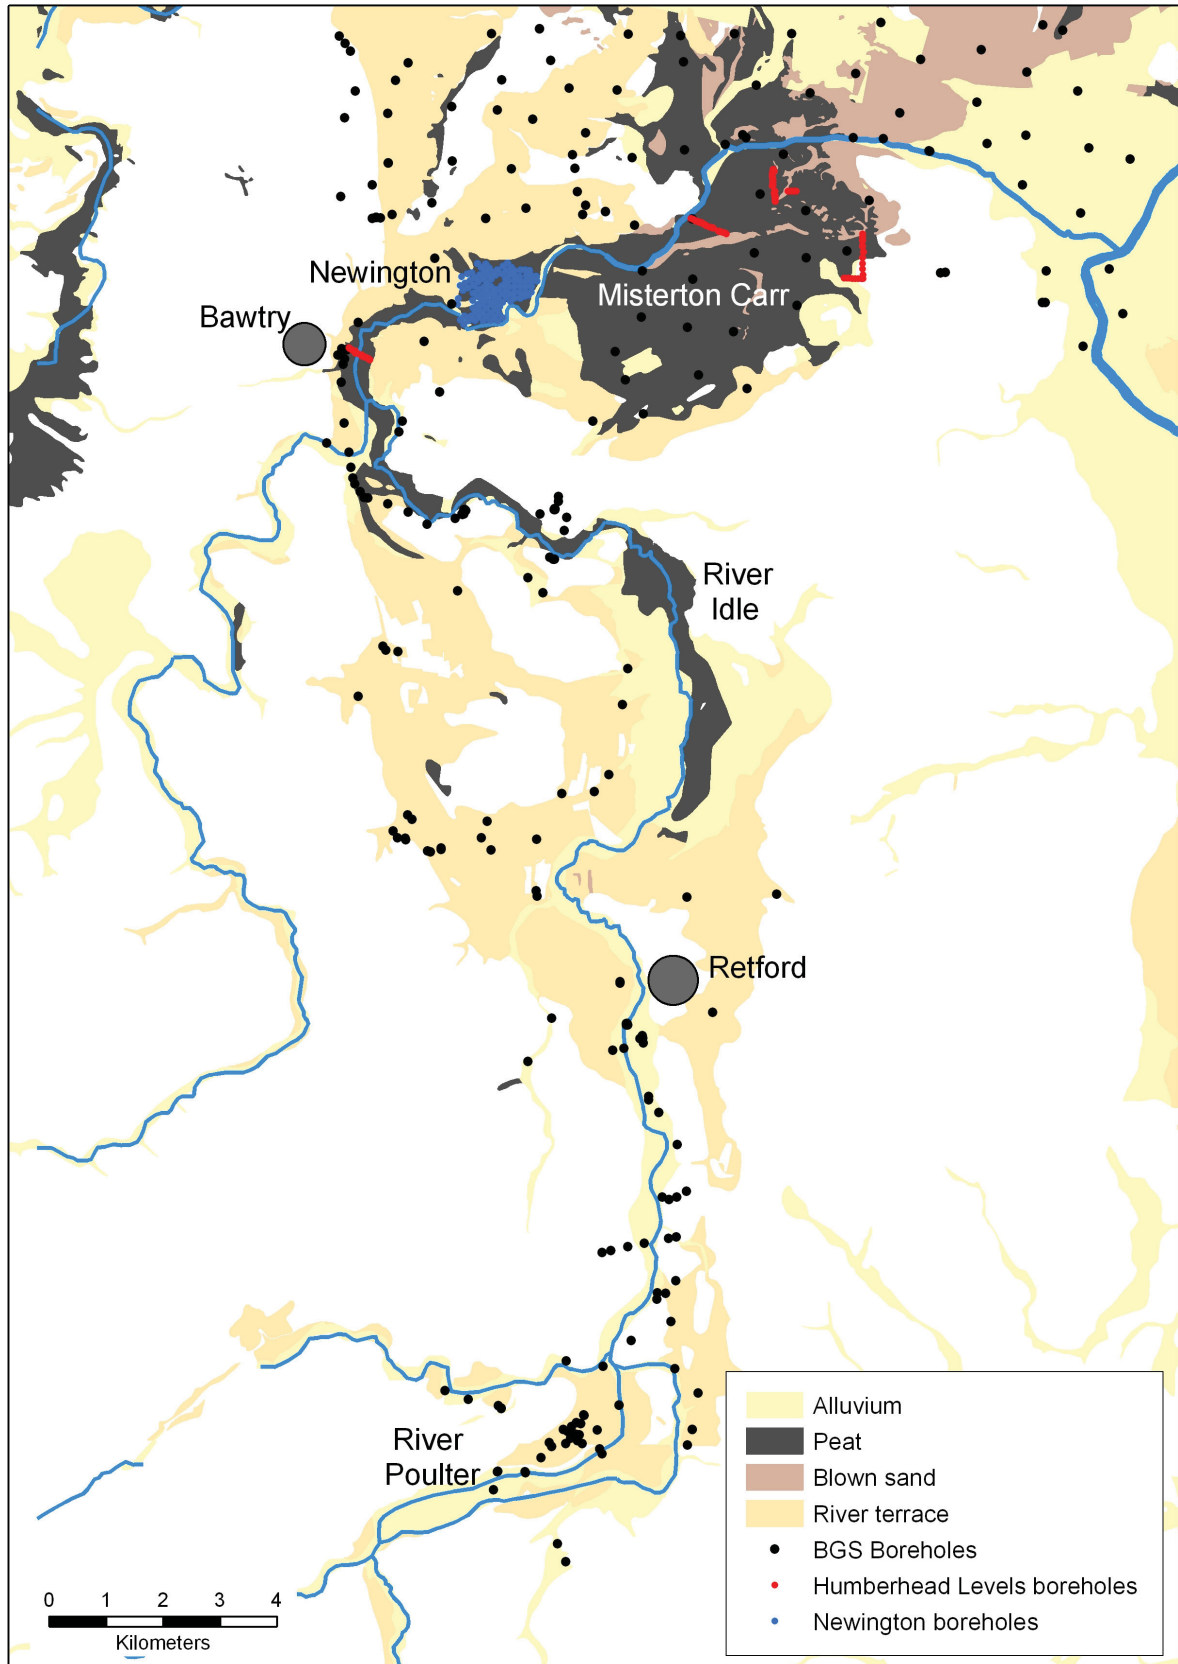 Newington
Bawtry
Misterton Carr
River
Idle
Retford
River
Poulter
Alluvium
Peat
Blown sand
River terrace
BGS Boreholes
Humberhead Levels boreholes
Newington boreholes
0 1 2 3 4
Kilometers